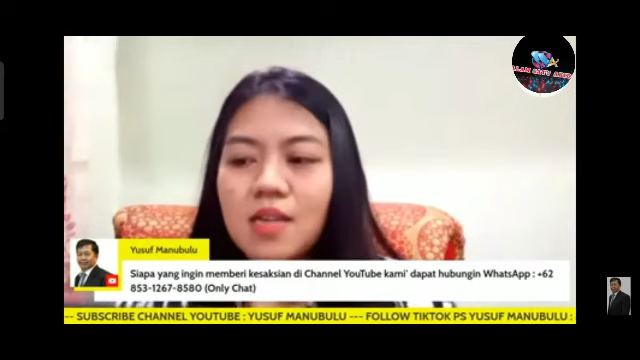 Yusuf Manubulu
Siapa yang ingin memberi kesaksian di Channel YouTube kami' dapat hubungin WhatsApp : +62
853-1267-8580 (Only Chat)
-- SUBSCRIBE CHANNEL YOUTUBE : YUSUF MANUBULU --- FOLLOW TIKTOK PS YUSUF MANUBULU :